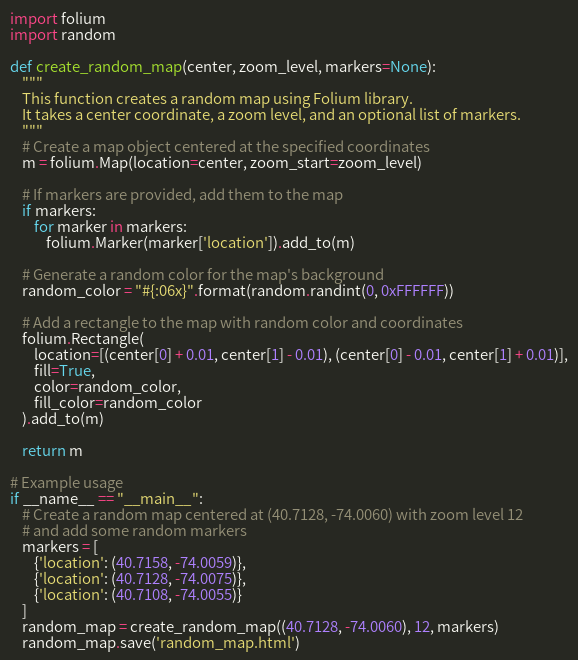 import folium
import random

def create_random_map(center, zoom_level, markers=None):
    """
    This function creates a random map using Folium library.
    It takes a center coordinate, a zoom level, and an optional list of markers.
    """
    # Create a map object centered at the specified coordinates
    m = folium.Map(location=center, zoom_start=zoom_level)

    # If markers are provided, add them to the map
    if markers:
        for marker in markers:
            folium.Marker(marker['location']).add_to(m)

    # Generate a random color for the map's background
    random_color = "#{:06x}".format(random.randint(0, 0xFFFFFF))

    # Add a rectangle to the map with random color and coordinates
    folium.Rectangle(
        location=[(center[0] + 0.01, center[1] - 0.01), (center[0] - 0.01, center[1] + 0.01)],
        fill=True,
        color=random_color,
        fill_color=random_color
    ).add_to(m)

    return m

# Example usage
if __name__ == "__main__":
    # Create a random map centered at (40.7128, -74.0060) with zoom level 12
    # and add some random markers
    markers = [
        {'location': (40.7158, -74.0059)},
        {'location': (40.7128, -74.0075)},
        {'location': (40.7108, -74.0055)}
    ]
    random_map = create_random_map((40.7128, -74.0060), 12, markers)
    random_map.save('random_map.html')